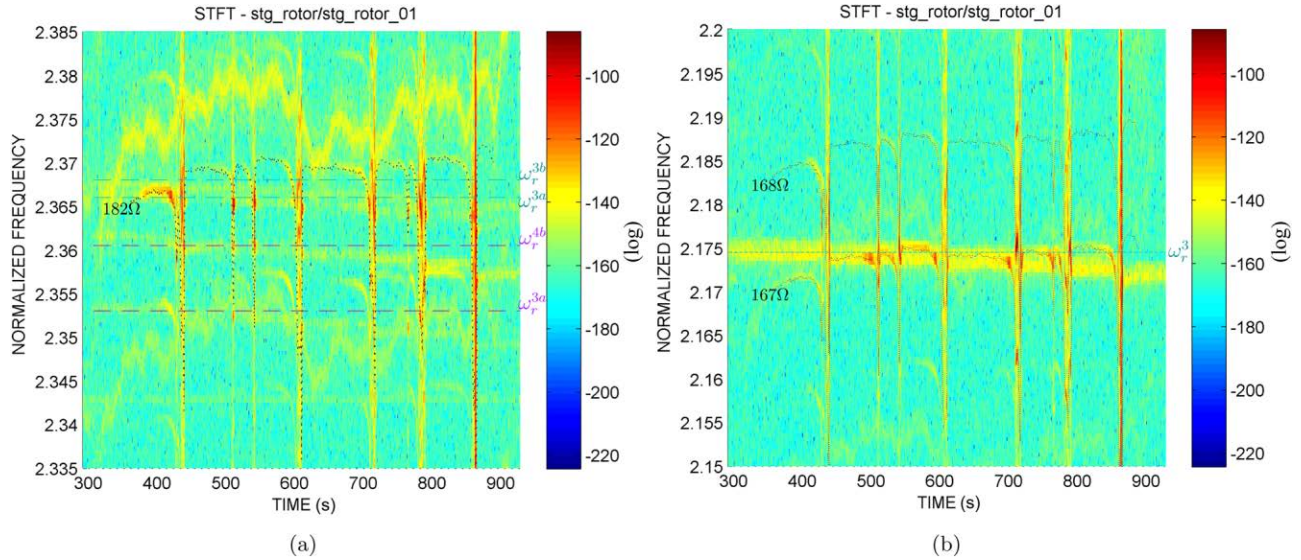 STFT - stg_rotor/stg_rotor_01
NORMALIZED FREQUENCY
2.385
2.38
2.375
2.37
2.365
2.36
2.355
2.35
2.345
2.34
2.335
182Ω
ω_r^{3b}
ω_r^{3a}
ω_r^{4b}
ω_r^{3a}
300 400 500 600 700 800 900
TIME (s)
-100
-120
-140
-160
-180
-200
-220
(log)
(a)
STFT - stg_rotor/stg_rotor_01
NORMALIZED FREQUENCY
2.2
2.195
2.19
2.185
2.18
2.175
2.17
2.165
2.16
2.155
2.15
168Ω
167Ω
ω_r^3
300 400 500 600 700 800 900
TIME (s)
-100
-120
-140
-160
-180
-200
-220
(log)
(b)